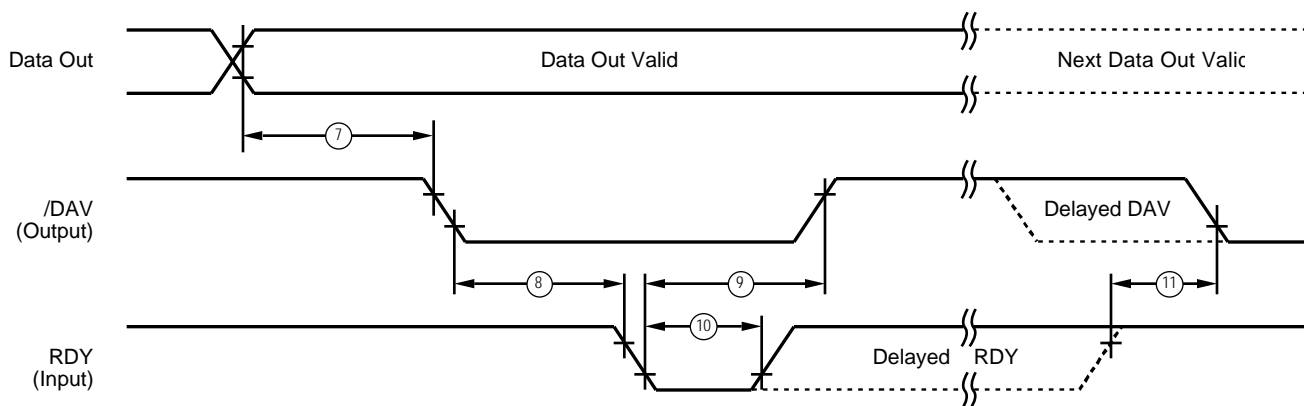 Data Out
Data Out Valid
Next Data Out Valid
7
/DAV
(Output)
Delayed DAV
8
9
11
10
RDY
(Input)
Delayed RDY